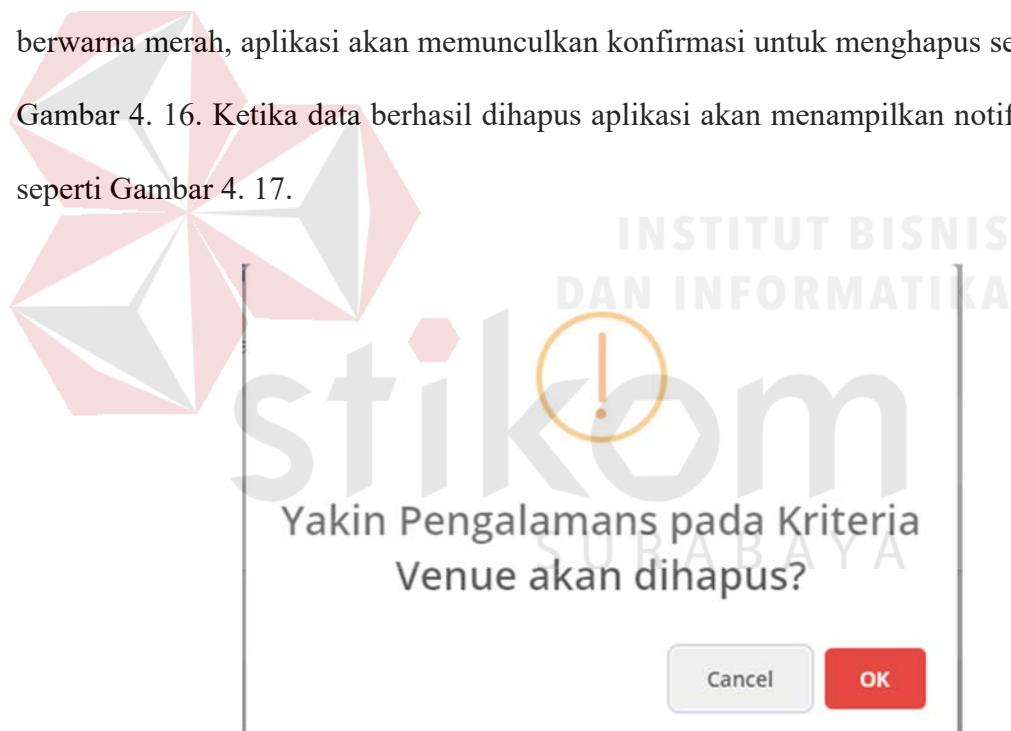 berwarna merah, aplikasi akan memunculkan konfirmasi untuk menghapus se
Gambar 4. 16. Ketika data berhasil dihapus aplikasi akan menampilkan notif
seperti Gambar 4. 17.
INSTITUT BISNIS
DAN INFORMATIKA
stikom
SURABAYA
Yakin Pengalamans pada Kriteria
Venue akan dihapus?
Cancel OK